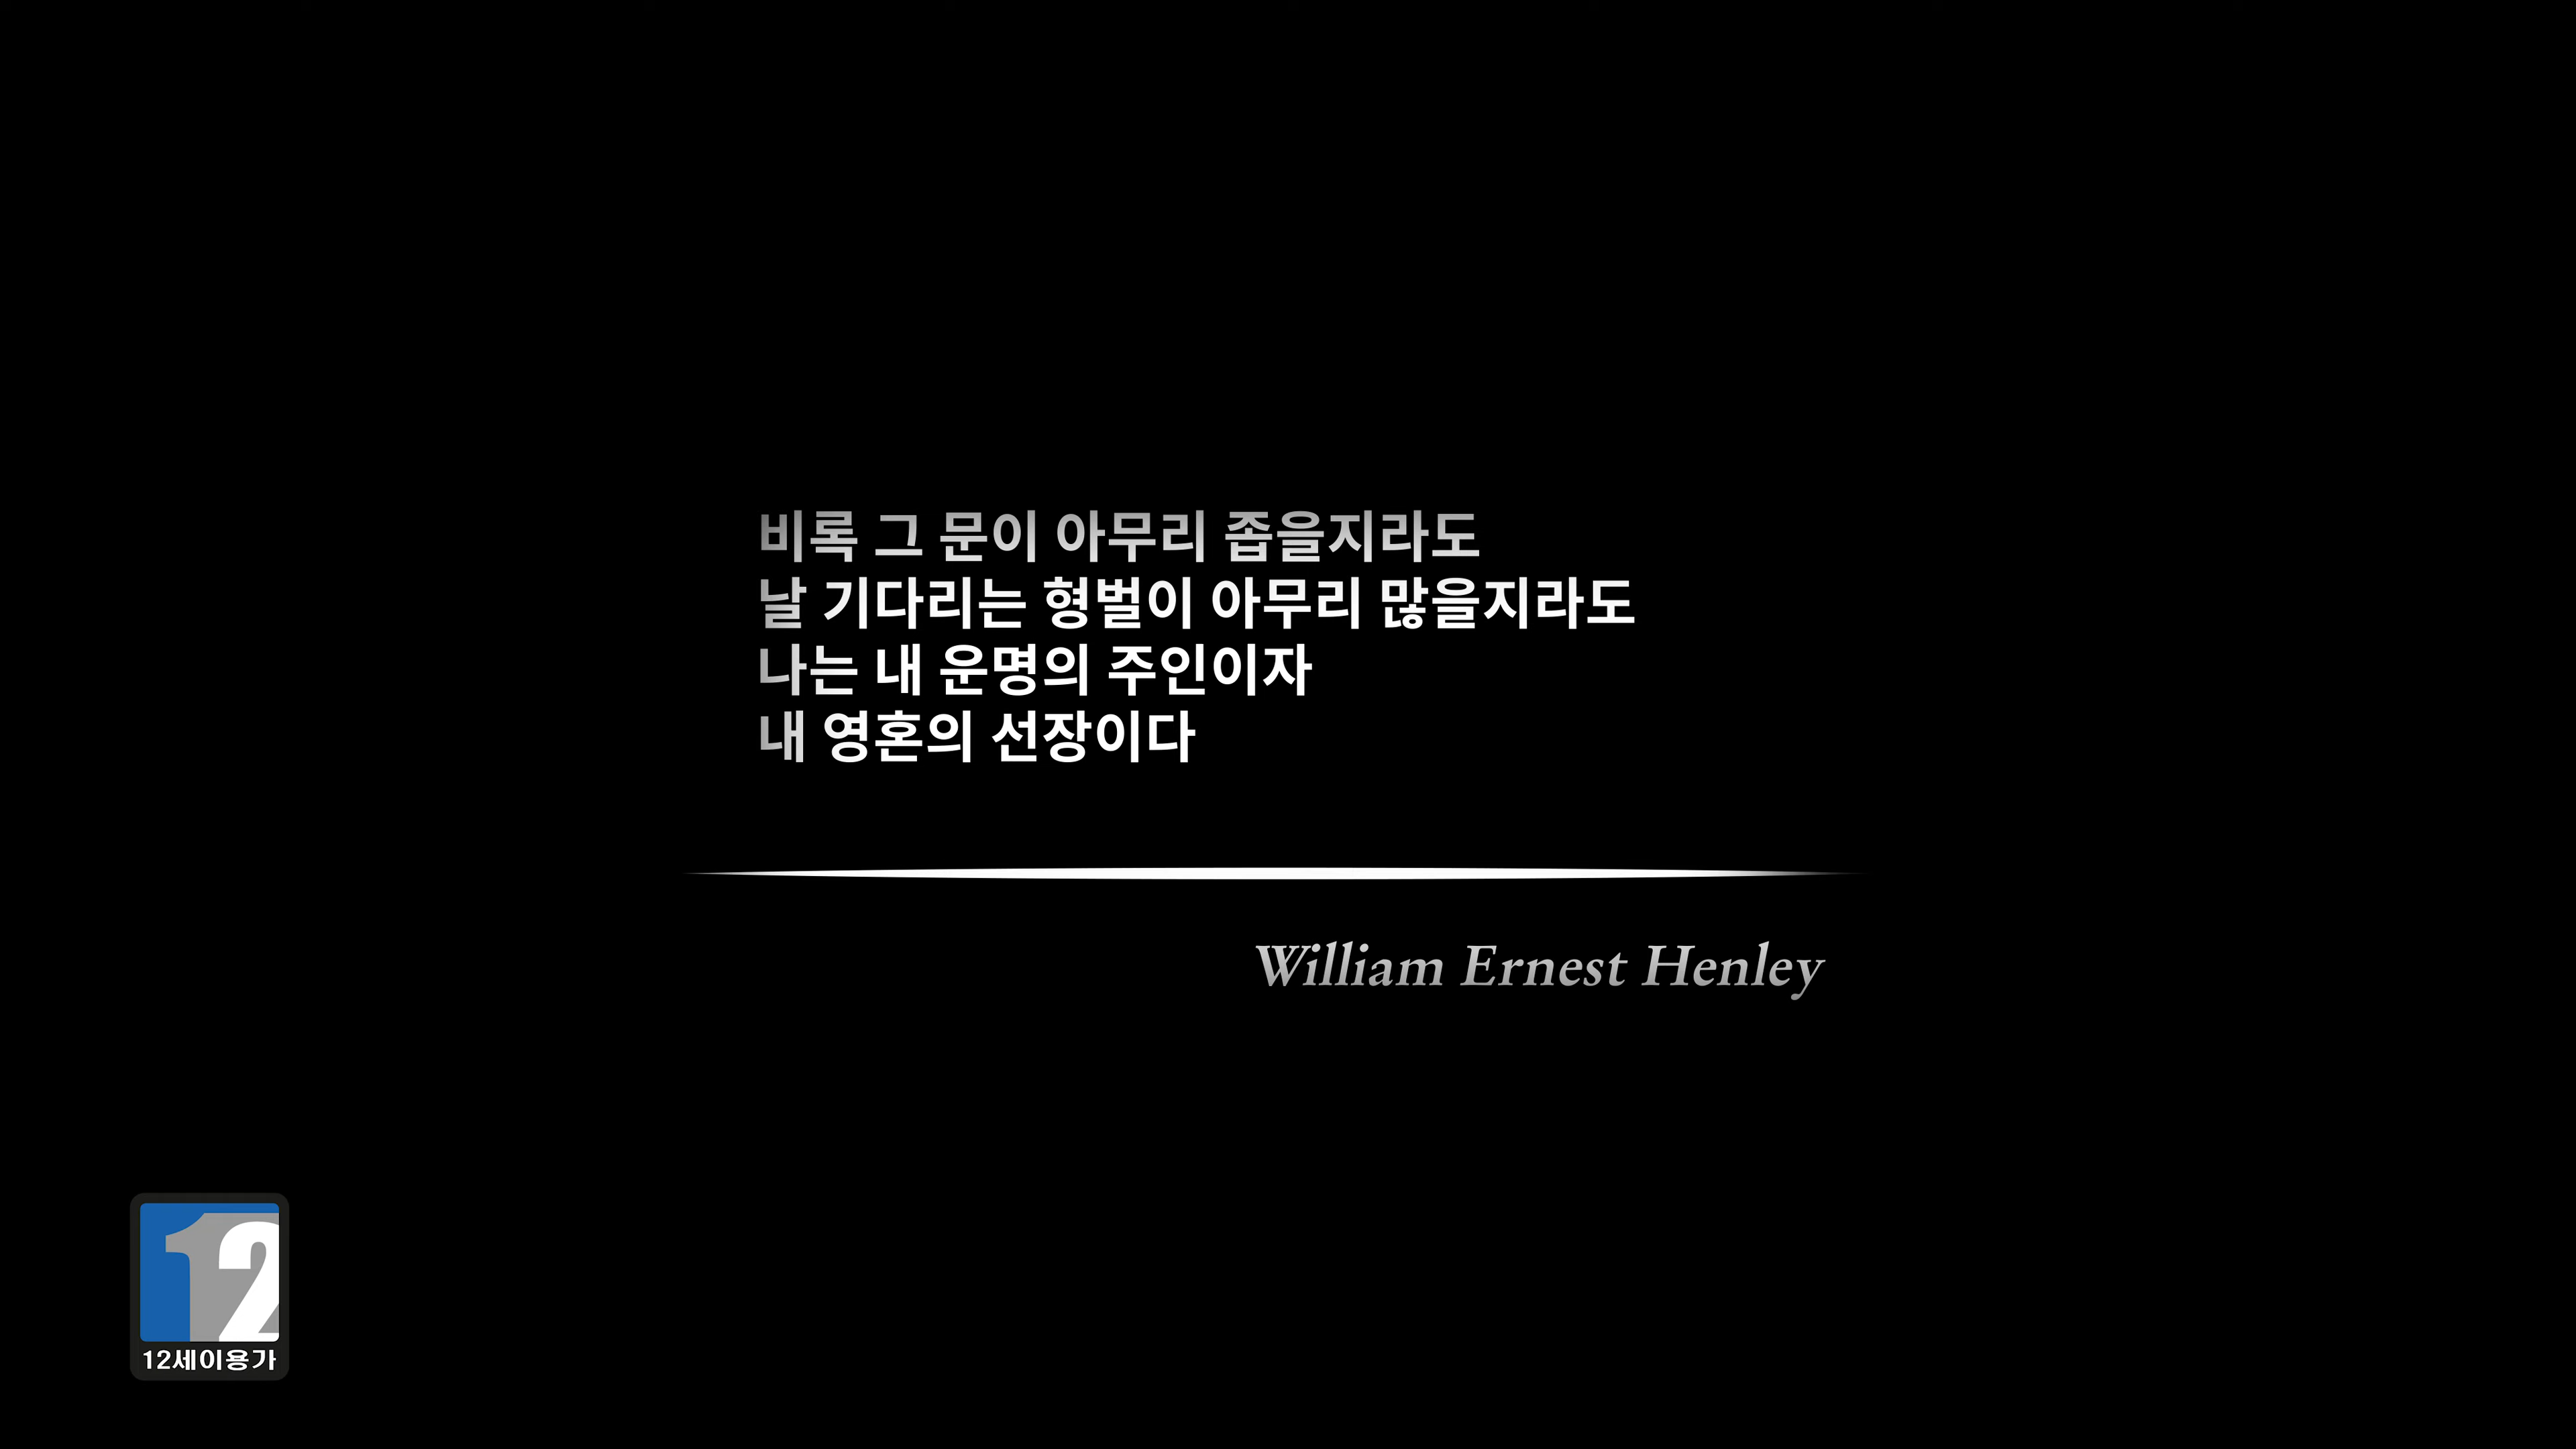 비록 그 문이 아무리 좁을지라도
날 기다리는 형벌이 아무리 많을지라도
나는 내 운명의 주인이자
내 영혼의 선장이다
William Ernest Henley
12
12세이용가